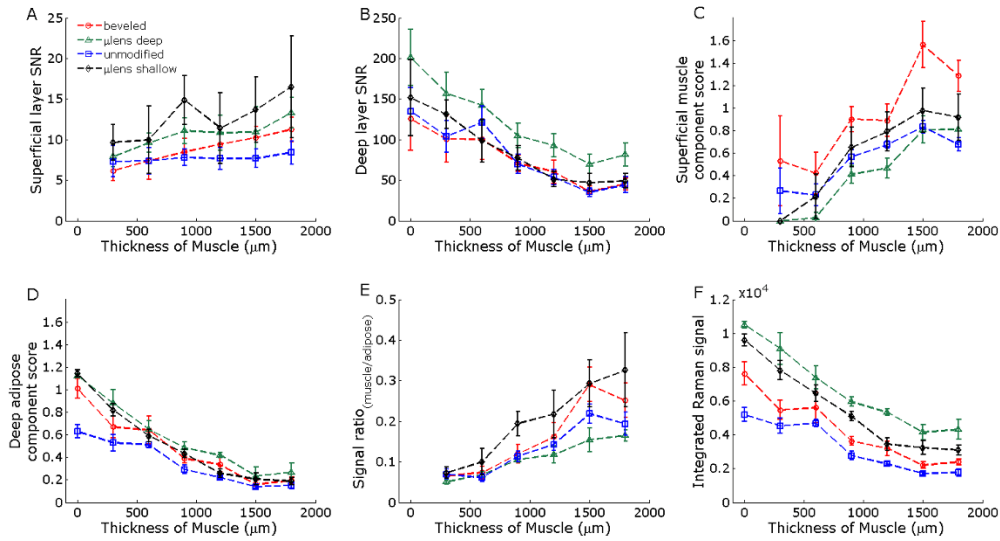 A
beveled
μlens deep
unmodified
μlens shallow
Superficial layer SNR
25
20
15
10
5
0
0 500 1000 1500 2000
Thickness of Muscle (μm)
B
Deep layer SNR
250
200
150
100
50
0
0 500 1000 1500 2000
Thickness of Muscle (μm)
C
Superficial muscle
component score
1.6
1.4
1.2
1
0.8
0.6
0.4
0.2
0
0 500 1000 1500 2000
Thickness of Muscle (μm)
D
Deep adipose
component score
1.6
1.4
1.2
1
0.8
0.6
0.4
0.2
0
0 500 1000 1500 2000
Thickness of Muscle (μm)
E
Signal ratio(muscle/adipose)
0.5
0.4
0.3
0.2
0.1
0
0 500 1000 1500 2000
Thickness of Muscle (μm)
F
x10⁴
Integrated Raman signal
1.2
1
0.8
0.6
0.4
0.2
0
0 500 1000 1500 2000
Thickness of Muscle (μm)